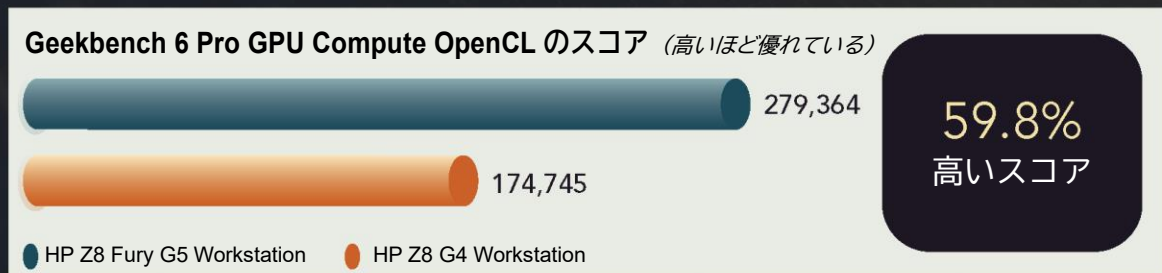 Geekbench 6 Pro GPU Compute OpenCL のスコア (高いほど優れている)
279,364
174,745
HP Z8 Fury G5 Workstation HP Z8 G4 Workstation
59.8%
高いスコア